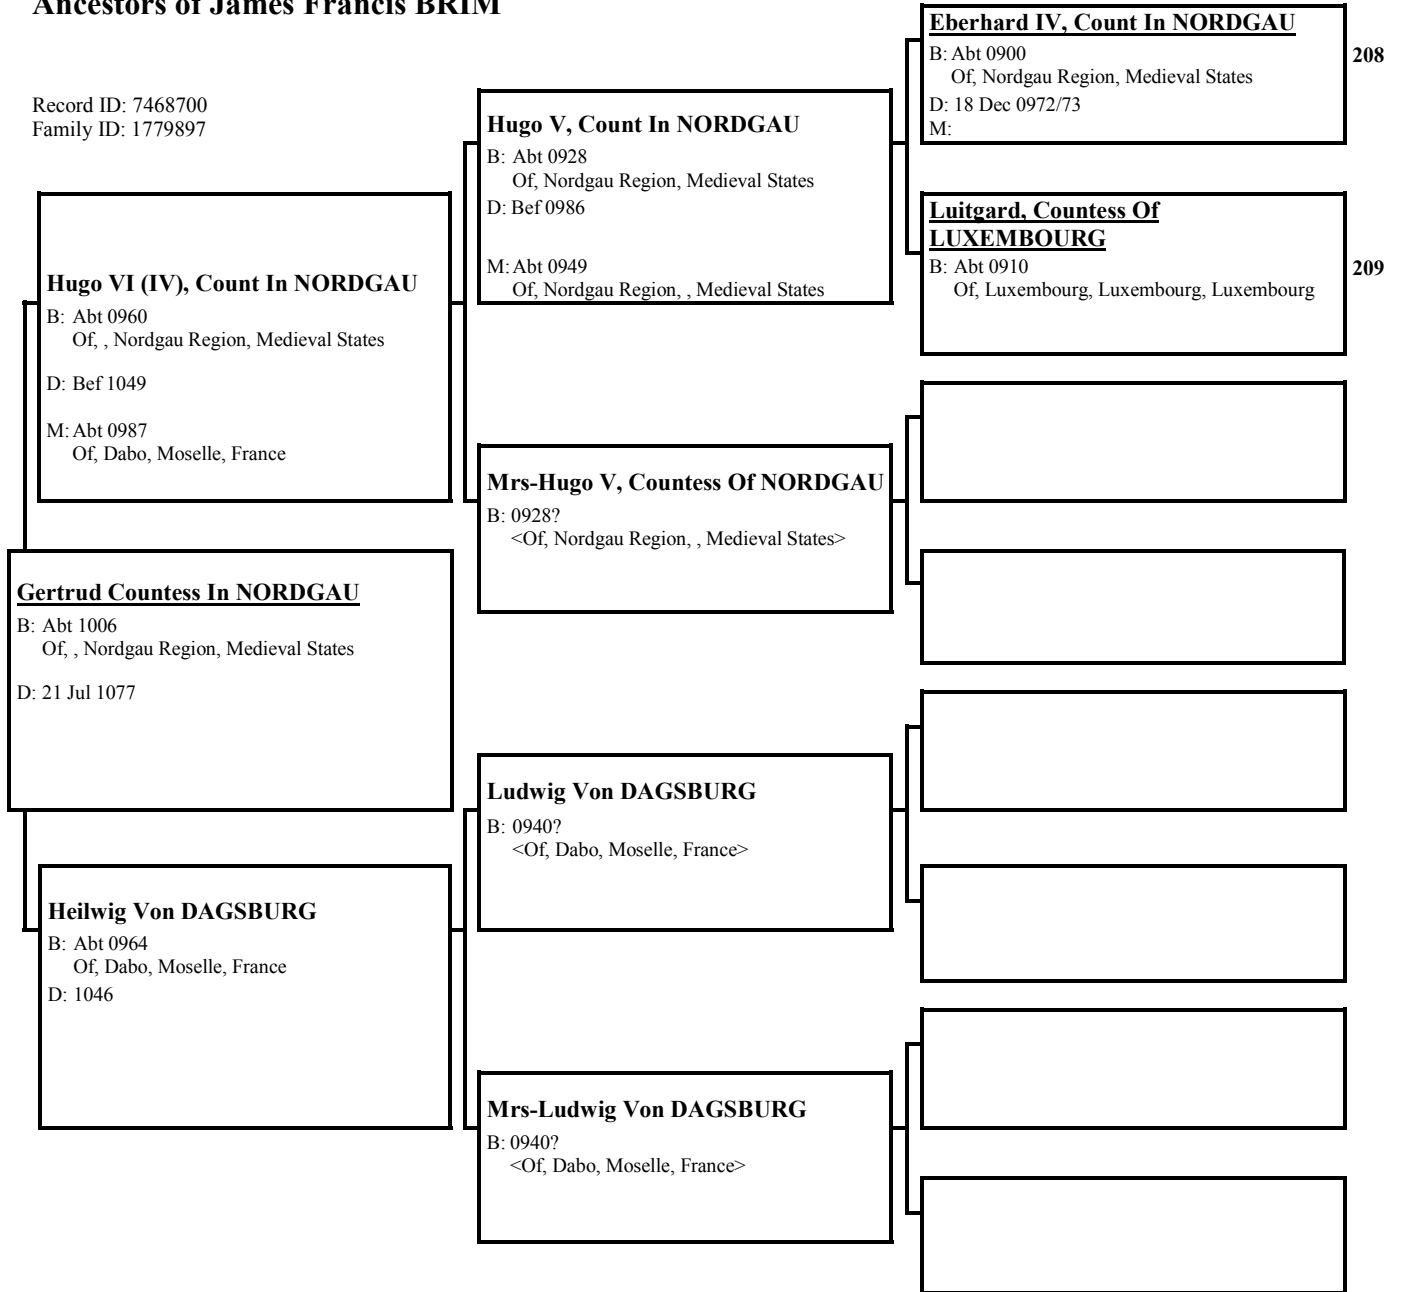 Ancestors of James Francis BRIM
Record ID: 7468700
Family ID: 1779897
Hugo VI (IV), Count In NORDGAU
B: Abt 0960
Of, , Nordgau Region, Medieval States
D: Bef 1049
M: Abt 0987
Of, Dabo, Moselle, France
Gertrud Countess In NORDGAU
B: Abt 1006
Of, , Nordgau Region, Medieval States
D: 21 Jul 1077
Heilwig Von DAGSBURG
B: Abt 0964
Of, Dabo, Moselle, France
D: 1046
Hugo V, Count In NORDGAU
B: Abt 0928
Of, Nordgau Region, Medieval States
D: Bef 0986
M: Abt 0949
Of, Nordgau Region, , Medieval States
Mrs-Hugo V, Countess Of NORDGAU
B: 0928?
<Of, Nordgau Region, , Medieval States>
Ludwig Von DAGSBURG
B: 0940?
<Of, Dabo, Moselle, France>
Mrs-Ludwig Von DAGSBURG
B: 0940?
<Of, Dabo, Moselle, France>
Eberhard IV, Count In NORDGAU
B: Abt 0900
Of, Nordgau Region, Medieval States
D: 18 Dec 0972/73
M:
208
Luitgard, Countess Of
LUXEMBOURG
B: Abt 0910
Of, Luxembourg, Luxembourg, Luxembourg
209